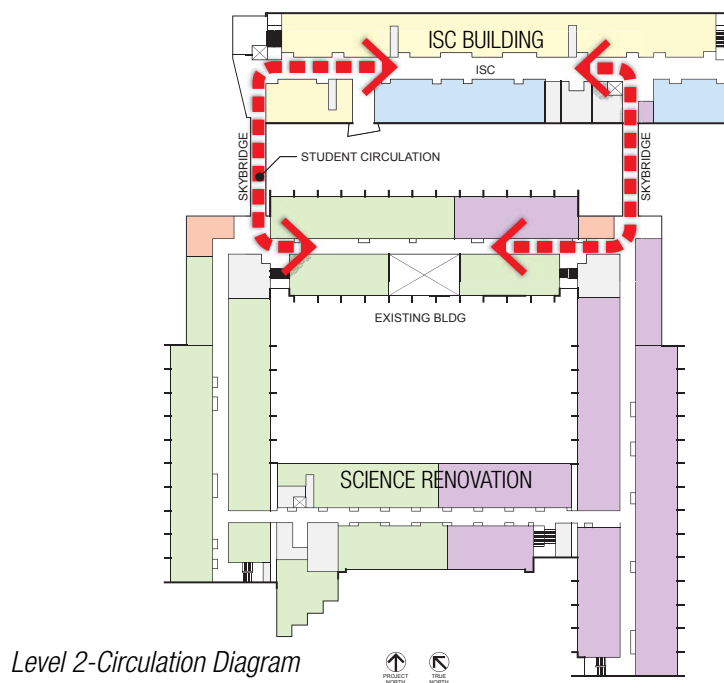 ISC BUILDING
ISC
STUDENT CIRCULATION
SKYBRIDGE
SKYBRIDGE
EXISTING BLDG
SCIENCE RENOVATION
Level 2-Circulation Diagram
PROJECT
NORTH
TRUE
NORTH